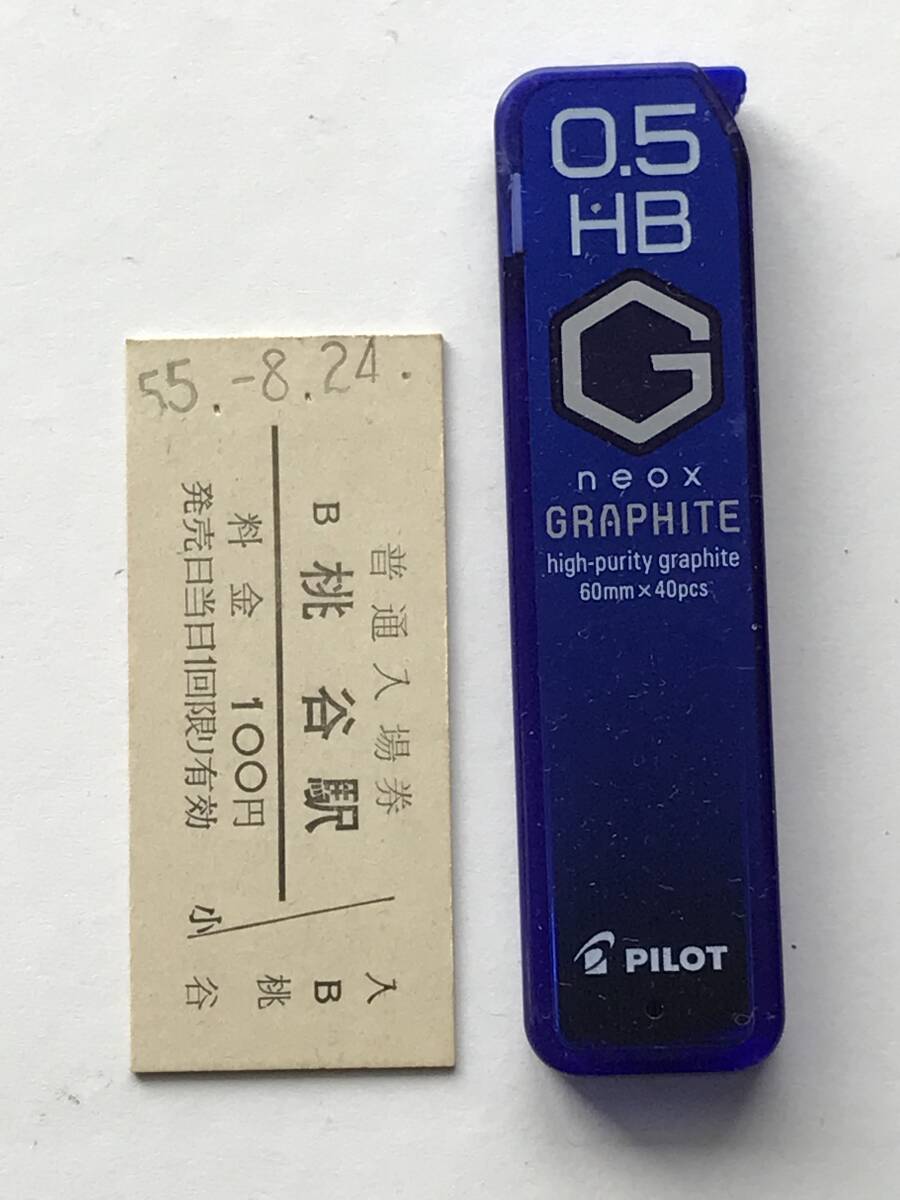 55.-8.24.
普通入場券
B 桃谷駅
料金 100円
発売日当日1回限り有効
小
入
B
桃
谷
0.5
HB
G
neox
GRAPHITE
high-purity graphite
60mm×40pcs
PILOT